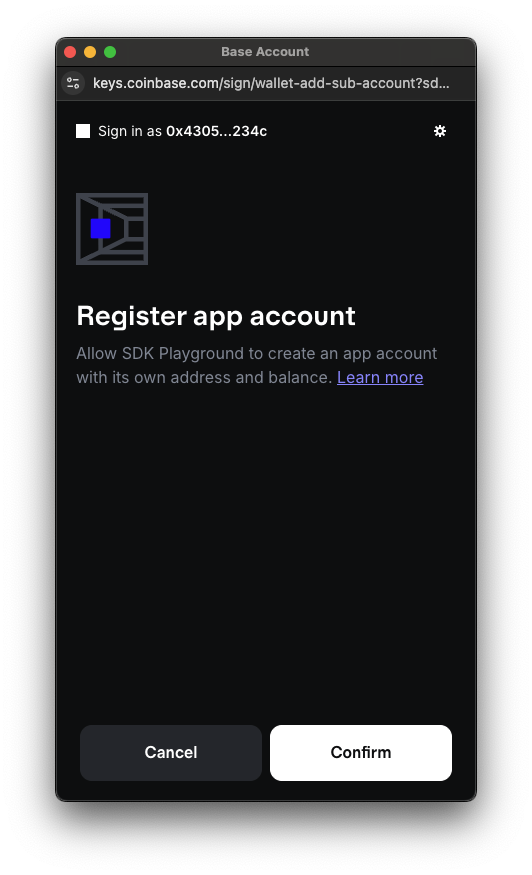 Base Account
keys.coinbase.com/sign/wallet-add-sub-account?sd...
Sign in as 0x4305...234c
Register app account
Allow SDK Playground to create an app account
with its own address and balance. Learn more
Cancel
Confirm